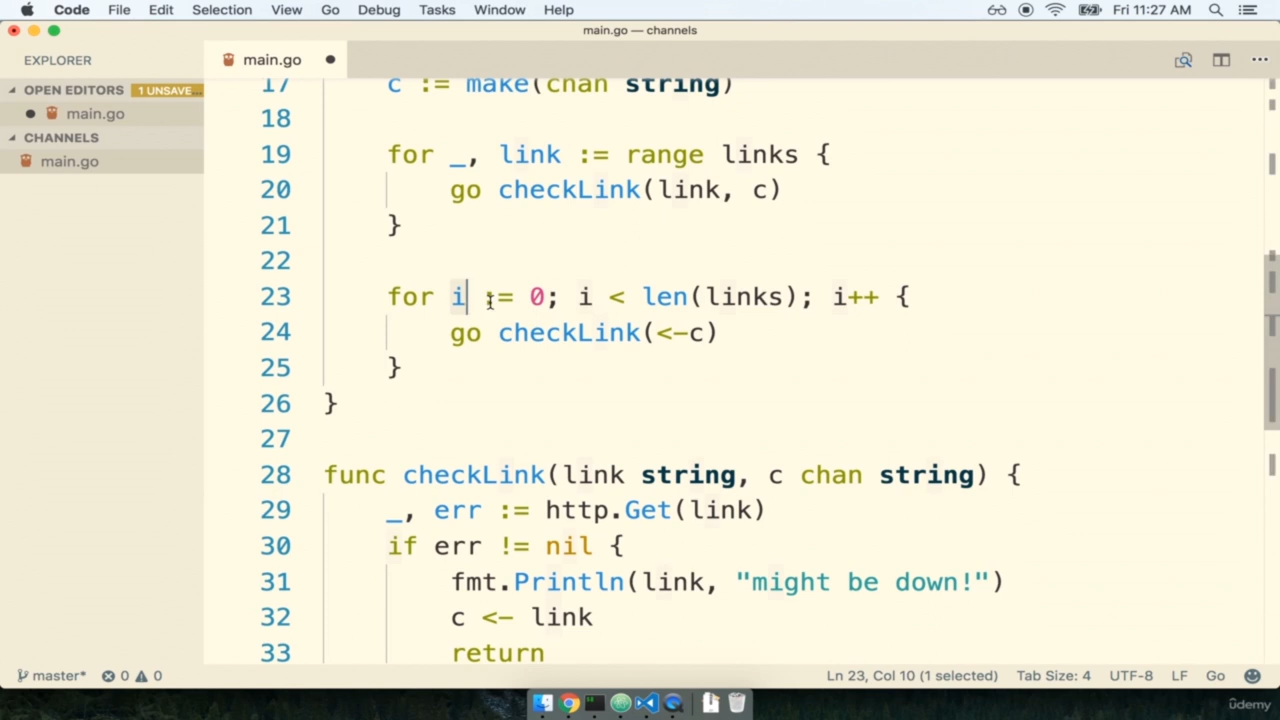 Code File Edit Selection View Go Debug Tasks Window Help Fri 11:27 AM
main.go — channels
EXPLORER
main.go
OPEN EDITORS 1 UNSAVE...
main.go
CHANNELS
main.go
17 c := make(chan string)
18
19 for _, link := range links {
20 go checkLink(link, c)
21 }
22
23 for i := 0; i < len(links); i++ {
24 go checkLink(<-c)
25 }
26 }
27
28 func checkLink(link string, c chan string) {
29 _, err := http.Get(link)
30 if err != nil {
31 fmt.Println(link, "might be down!")
32 c <- link
33 return
master* 0 0 Ln 23, Col 10 (1 selected) Tab Size: 4 UTF-8 LF Go
ûdemy